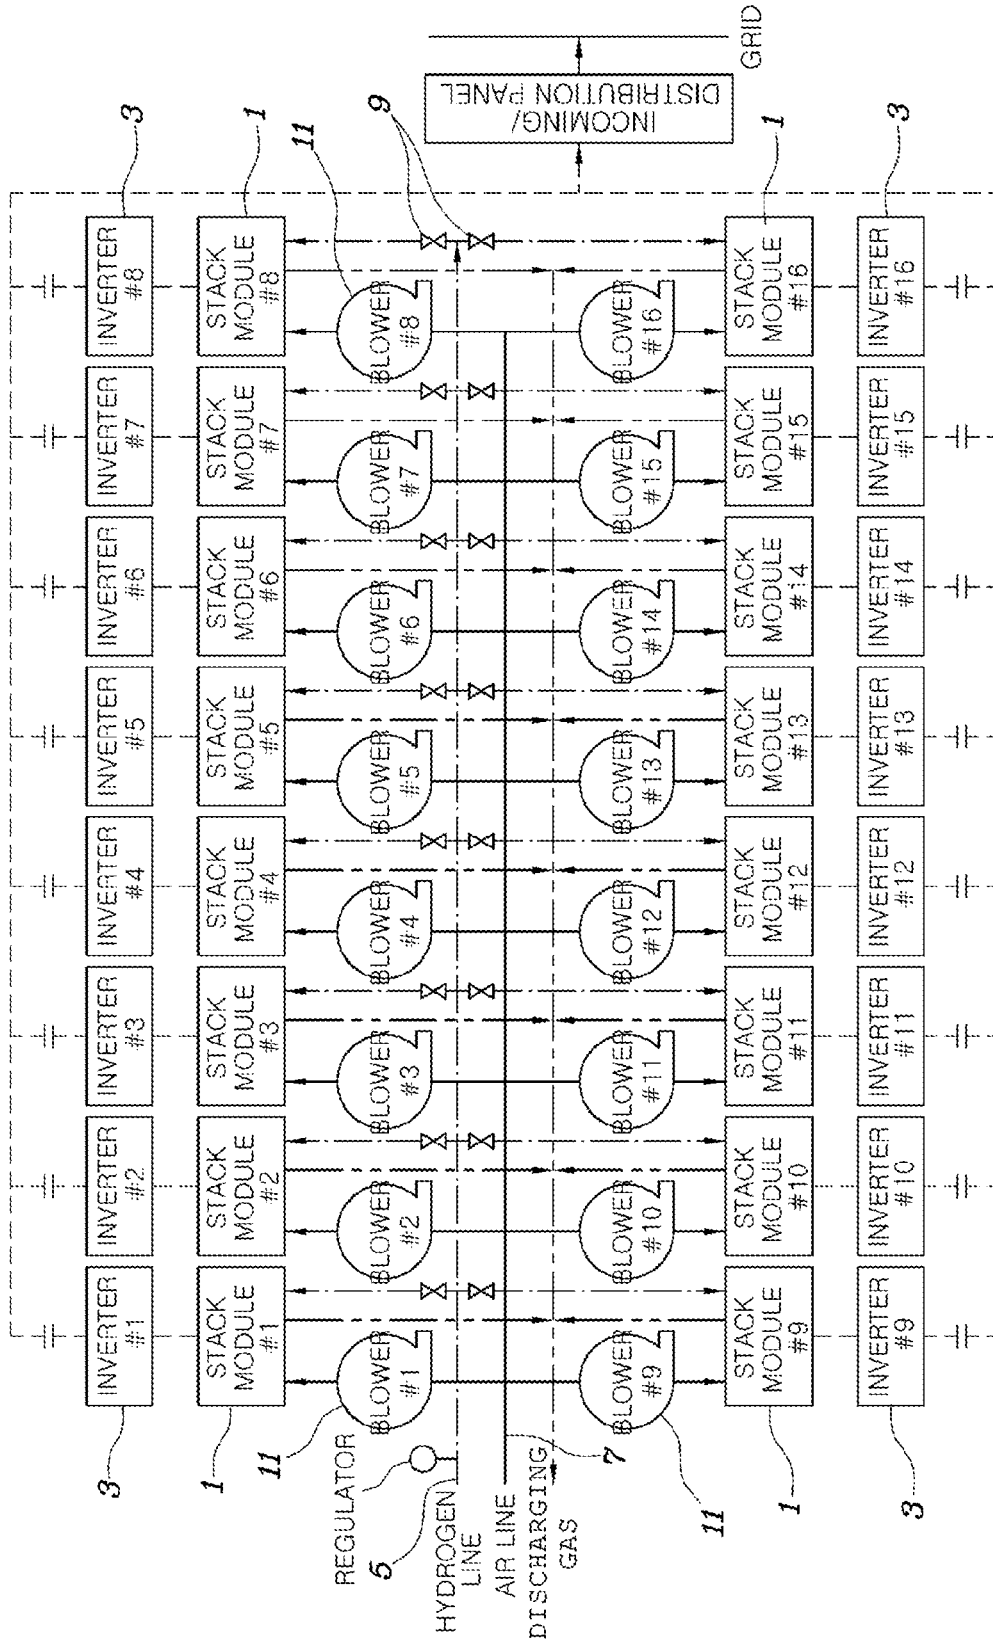 3
INVERTER
#1
INVERTER
#2
INVERTER
#3
INVERTER
#4
INVERTER
#5
INVERTER
#6
INVERTER
#7
INVERTER
#8
3
1
STACK
MODULE
#1
STACK
MODULE
#2
STACK
MODULE
#3
STACK
MODULE
#4
STACK
MODULE
#5
STACK
MODULE
#6
STACK
MODULE
#7
STACK
MODULE
#8
1
11
BLOWER
#1
BLOWER
#2
BLOWER
#3
BLOWER
#4
BLOWER
#5
BLOWER
#6
BLOWER
#7
BLOWER
#8
11
REGULATOR
5
9
HYDROGEN
LINE
AIR LINE
DISCHARGING
GAS
7
INCOMING/
DISTRIBUTION PANEL
GRID
BLOWER
#9
BLOWER
#10
BLOWER
#11
BLOWER
#12
BLOWER
#13
BLOWER
#14
BLOWER
#15
BLOWER
#16
11
1
STACK
MODULE
#9
STACK
MODULE
#10
STACK
MODULE
#11
STACK
MODULE
#12
STACK
MODULE
#13
STACK
MODULE
#14
STACK
MODULE
#15
STACK
MODULE
#16
1
3
INVERTER
#9
INVERTER
#10
INVERTER
#11
INVERTER
#12
INVERTER
#13
INVERTER
#14
INVERTER
#15
INVERTER
#16
3